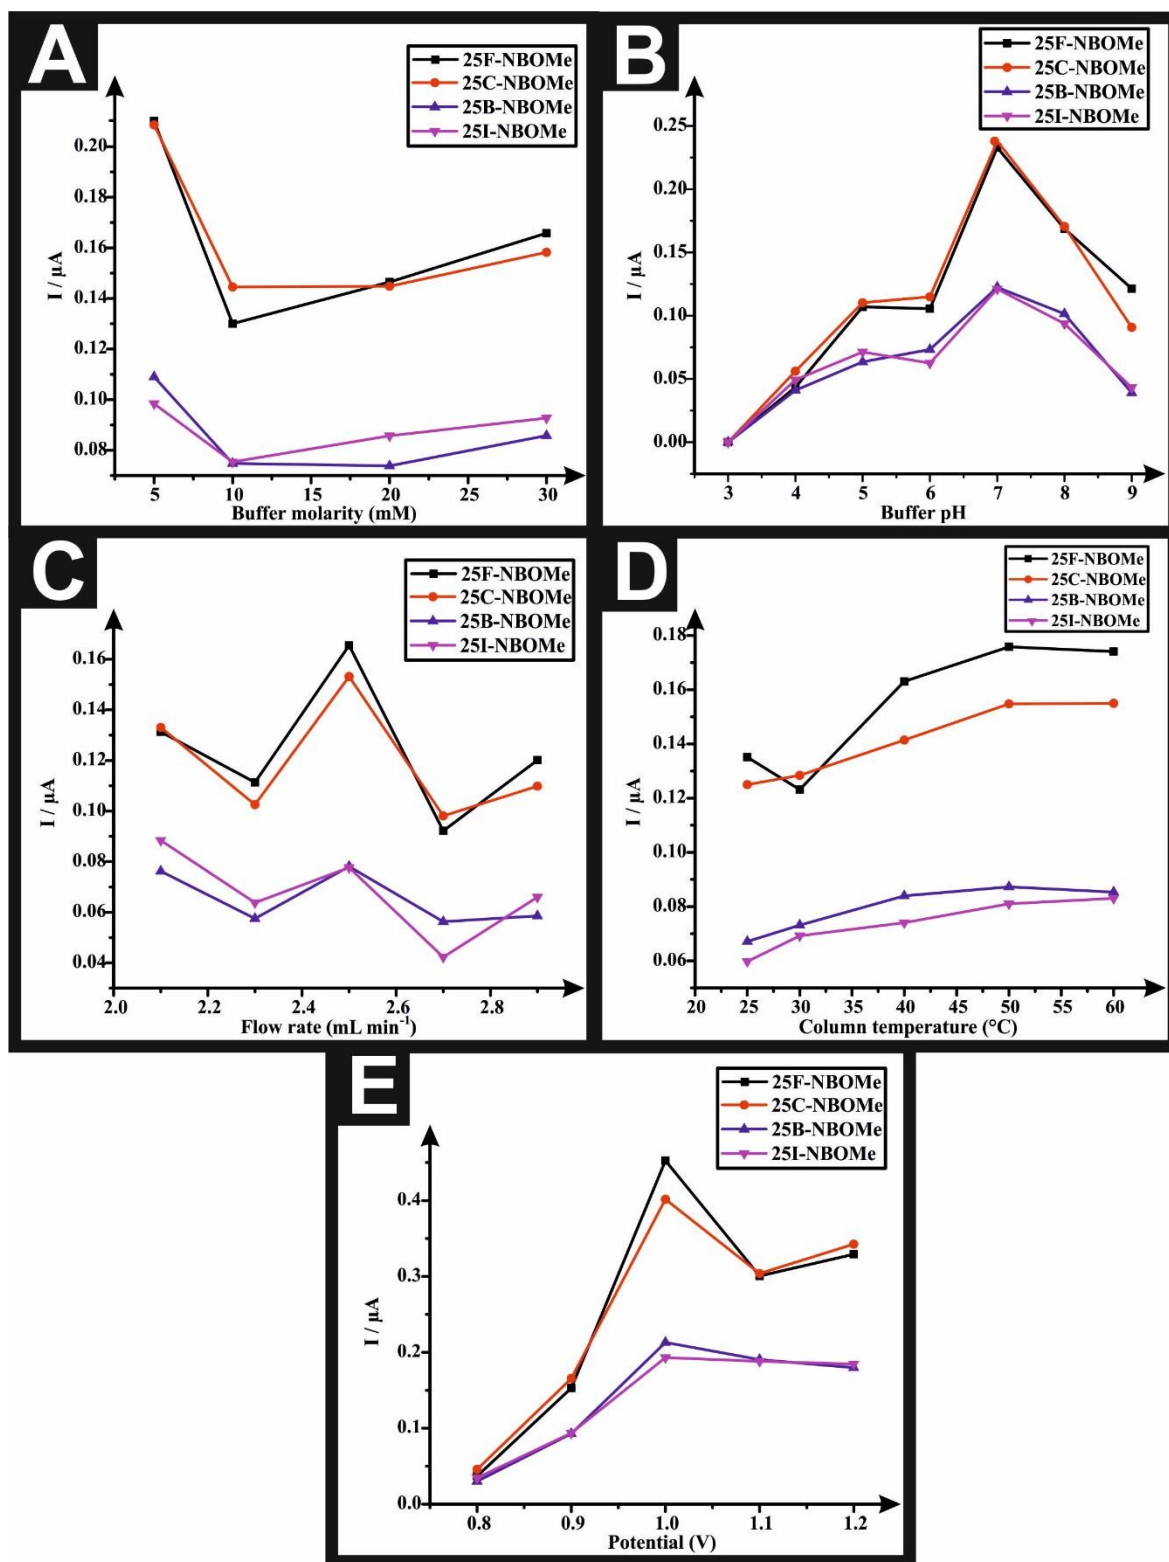 A
25F-NBOMe
25C-NBOMe
25B-NBOMe
25I-NBOMe
I / µA
0.20
0.18
0.16
0.14
0.12
0.10
0.08
5 10 15 20 25 30
Buffer molarity (mM)
B
25F-NBOMe
25C-NBOMe
25B-NBOMe
25I-NBOMe
I / µA
0.25
0.20
0.15
0.10
0.05
0.00
3 4 5 6 7 8 9
Buffer pH
C
25F-NBOMe
25C-NBOMe
25B-NBOMe
25I-NBOMe
I / µA
0.16
0.14
0.12
0.10
0.08
0.06
0.04
2.0 2.2 2.4 2.6 2.8
Flow rate (mL min⁻¹)
D
25F-NBOMe
25C-NBOMe
25B-NBOMe
25I-NBOMe
I / µA
0.18
0.16
0.14
0.12
0.10
0.08
0.06
20 25 30 35 40 45 50 55 60
Column temperature (°C)
E
25F-NBOMe
25C-NBOMe
25B-NBOMe
25I-NBOMe
I / µA
0.4
0.3
0.2
0.1
0.0
0.8 0.9 1.0 1.1 1.2
Potential (V)